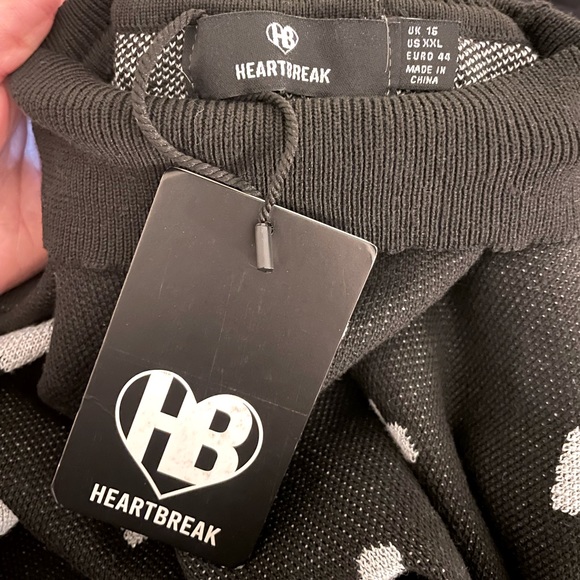 HB
HEARTBREAK
UK 16
US XXL
EURO 44
MADE IN
CHINA
HB
HEARTBREAK